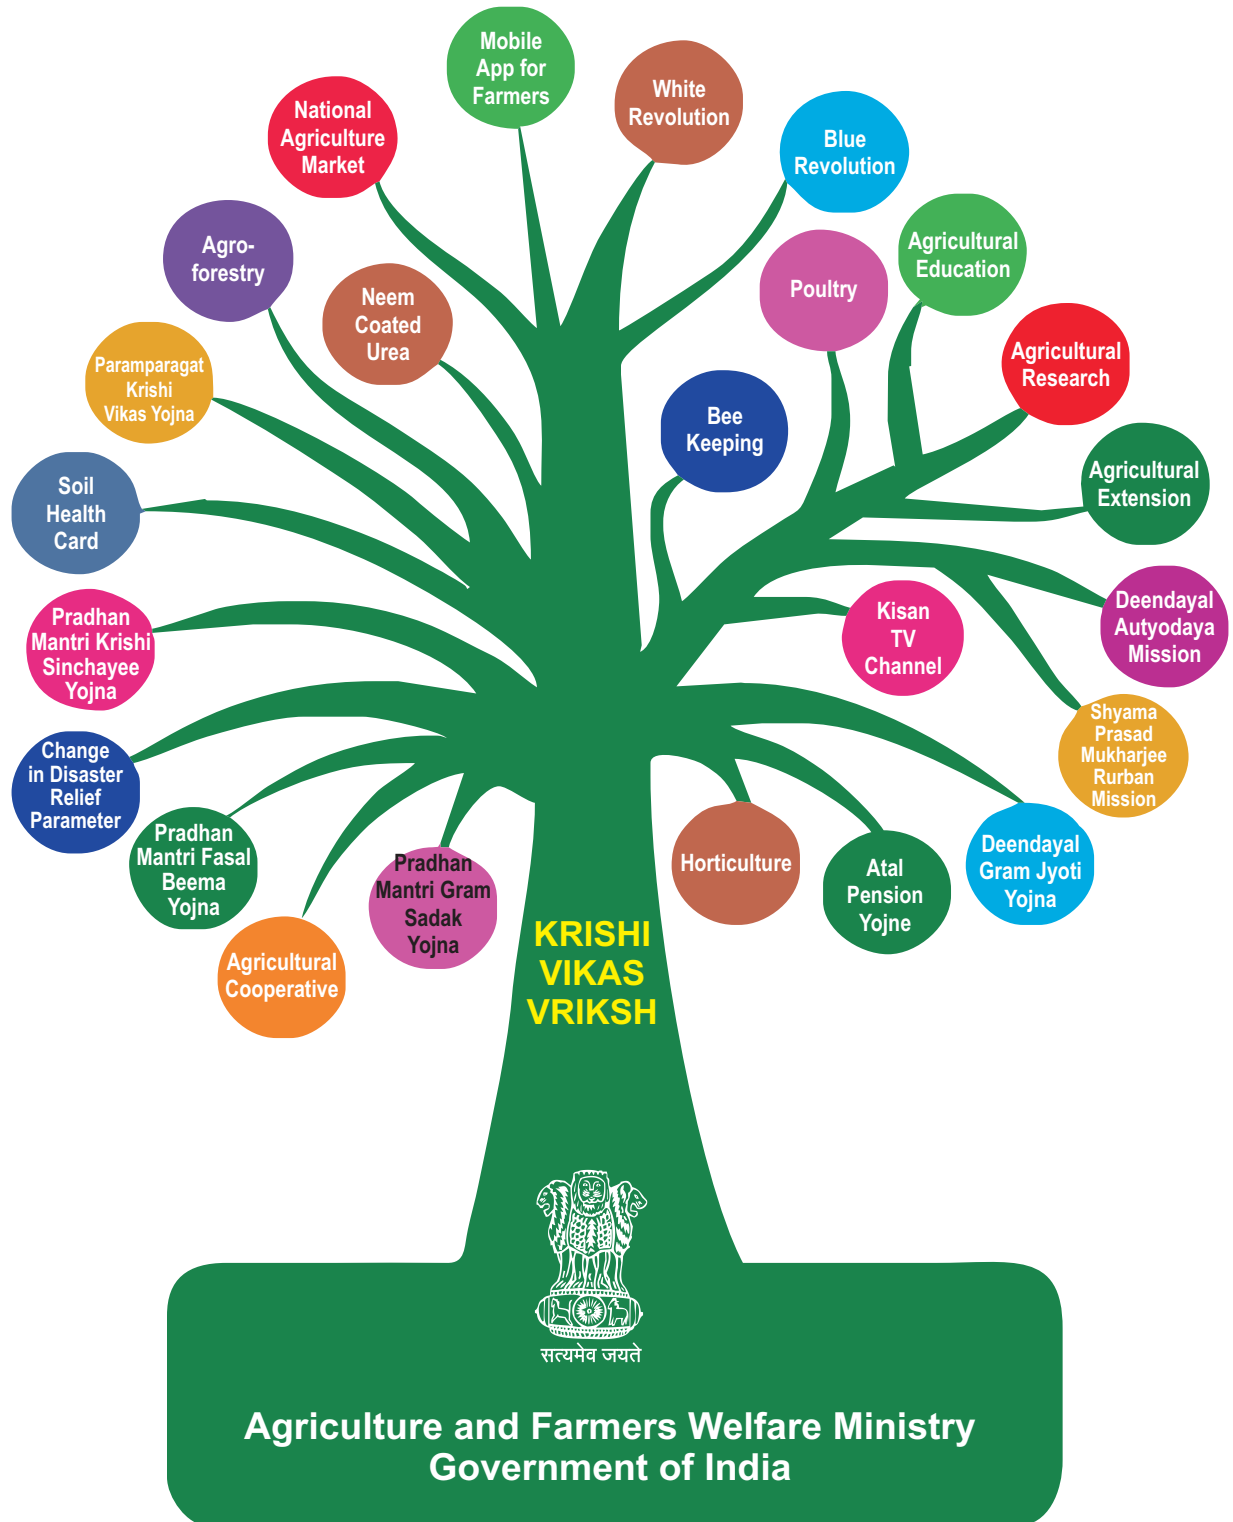 Mobile
App for
Farmers
White
Revolution
National
Agriculture
Market
Blue
Revolution
Agro-
forestry
Agricultural
Education
Poultry
Neem
Coated
Urea
Paramparagat
Krishi
Vikas Yojna
Agricultural
Research
Bee
Keeping
Agricultural
Extension
Soil
Health
Card
Pradhan
Mantri Krishi
Sinchayee
Yojna
Kisan
TV
Channel
Deendayal
Autyodaya
Mission
Shyama
Prasad
Mukharjee
Rurban
Mission
Change
in Disaster
Relief
Parameter
Pradhan
Mantri Fasal
Beema
Yojna
Pradhan
Mantri Gram
Sadak
Yojna
Horticulture
Atal
Pension
Yojne
Deendayal
Gram Jyoti
Yojna
Agricultural
Cooperative
KRISHI
VIKAS
VRIKSH
सत्यमेव जयते
Agriculture and Farmers Welfare Ministry
Government of India